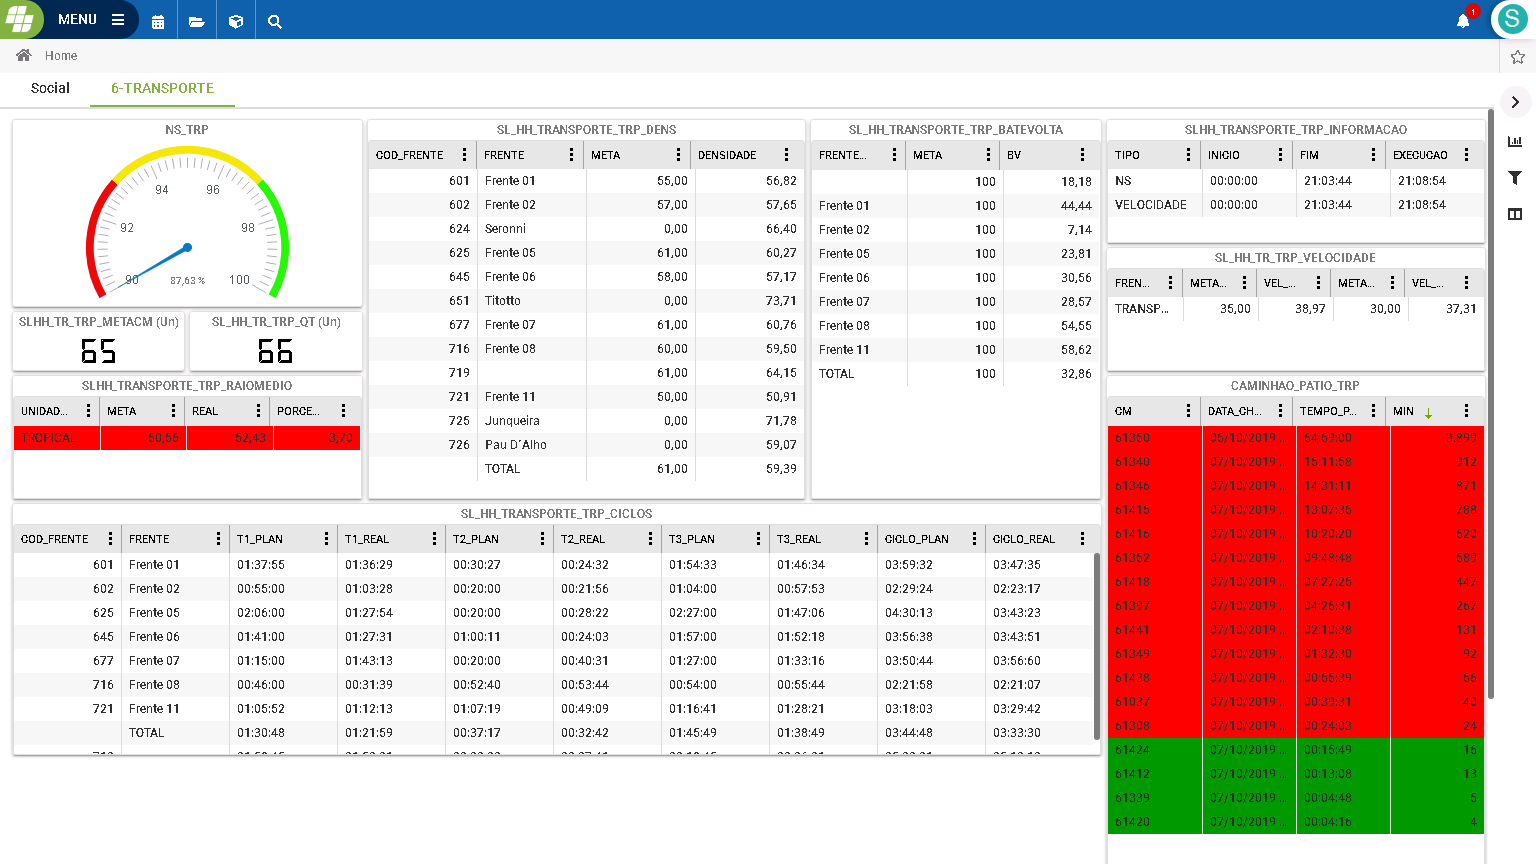 MENU
1
S
Home
Social 6-TRANSPORTE
NS_TRP
94 96
92 98
90 100
87,63 %
SLHH_TR_TRP_METACM (Un)
65
SL_HH_TR_TRP_QT (Un)
66
SLHH_TRANSPORTE_TRP_RAIOMEDIO
UNIDAD... META REAL PORCE...
TROPICAL 50,56 52,43 3,70
SL_HH_TRANSPORTE_TRP_DENS
COD_FRENTE FRENTE META DENSIDADE
601 Frente 01 55,00 56,82
602 Frente 02 57,00 57,65
624 Seronni 0,00 66,40
625 Frente 05 61,00 60,27
645 Frente 06 58,00 57,17
651 Titotto 0,00 73,71
677 Frente 07 61,00 60,76
716 Frente 08 60,00 59,50
719 61,00 64,15
721 Frente 11 50,00 50,91
725 Junqueira 0,00 71,78
726 Pau D´Alho 0,00 59,07
TOTAL 61,00 59,39
SL_HH_TRANSPORTE_TRP_BATEVOLTA
FRENTE... META BV
100 18,18
Frente 01 100 44,44
Frente 02 100 7,14
Frente 05 100 23,81
Frente 06 100 30,56
Frente 07 100 28,57
Frente 08 100 54,55
Frente 11 100 58,62
TOTAL 100 32,86
SLHH_TRANSPORTE_TRP_INFORMACAO
TIPO INICIO FIM EXECUCAO
NS 00:00:00 21:03:44 21:08:54
VELOCIDADE 00:00:00 21:03:44 21:08:54
SL_HH_TR_TRP_VELOCIDADE
FREN... META... VEL_... META... VEL_...
TRANSP... 35,00 38,97 30,00 37,31
SL_HH_TRANSPORTE_TRP_CICLOS
COD_FRENTE FRENTE T1_PLAN T1_REAL T2_PLAN T2_REAL T3_PLAN T3_REAL CICLO_PLAN CICLO_REAL
601 Frente 01 01:37:55 01:36:29 00:30:27 00:24:32 01:54:33 01:46:34 03:59:32 03:47:35
602 Frente 02 00:55:00 01:03:28 00:20:00 00:21:56 01:04:00 00:57:53 02:29:24 02:23:17
625 Frente 05 02:06:00 01:27:54 00:20:00 00:28:22 02:27:00 01:47:06 04:30:13 03:43:23
645 Frente 06 01:41:00 01:27:31 01:00:11 00:24:03 01:57:00 01:52:18 03:56:38 03:43:51
677 Frente 07 01:15:00 01:43:13 00:20:00 00:40:31 01:27:00 01:33:16 03:50:44 03:56:60
716 Frente 08 00:46:00 00:31:39 00:52:40 00:53:44 00:54:00 00:55:44 02:21:58 02:21:07
721 Frente 11 01:05:52 01:12:13 01:07:19 00:49:09 01:16:41 01:28:21 03:18:03 03:29:42
TOTAL 01:30:48 01:21:59 00:37:17 00:32:42 01:45:49 01:38:49 03:44:48 03:33:30
CAMINHAO_PATIO_TRP
CM DATA_CH... TEMPO_P... MIN
61350 05/10/2019 ... 64:59:00 3.899
61340 07/10/2019 ... 15:11:58 912
61346 07/10/2019 ... 14:31:11 871
61415 07/10/2019 ... 13:07:35 788
61416 07/10/2019 ... 10:20:20 620
61352 07/10/2019 ... 09:48:48 589
61418 07/10/2019 ... 07:27:25 447
61397 07/10/2019 ... 04:26:31 267
61441 07/10/2019 ... 02:10:38 131
61349 07/10/2019 ... 01:32:30 92
61438 07/10/2019 ... 00:55:39 56
61037 07/10/2019 ... 00:39:31 40
61308 07/10/2019 ... 00:24:03 24
61424 07/10/2019 ... 00:15:49 16
61412 07/10/2019 ... 00:13:08 13
61339 07/10/2019 ... 00:04:48 5
61420 07/10/2019 ... 00:04:16 4